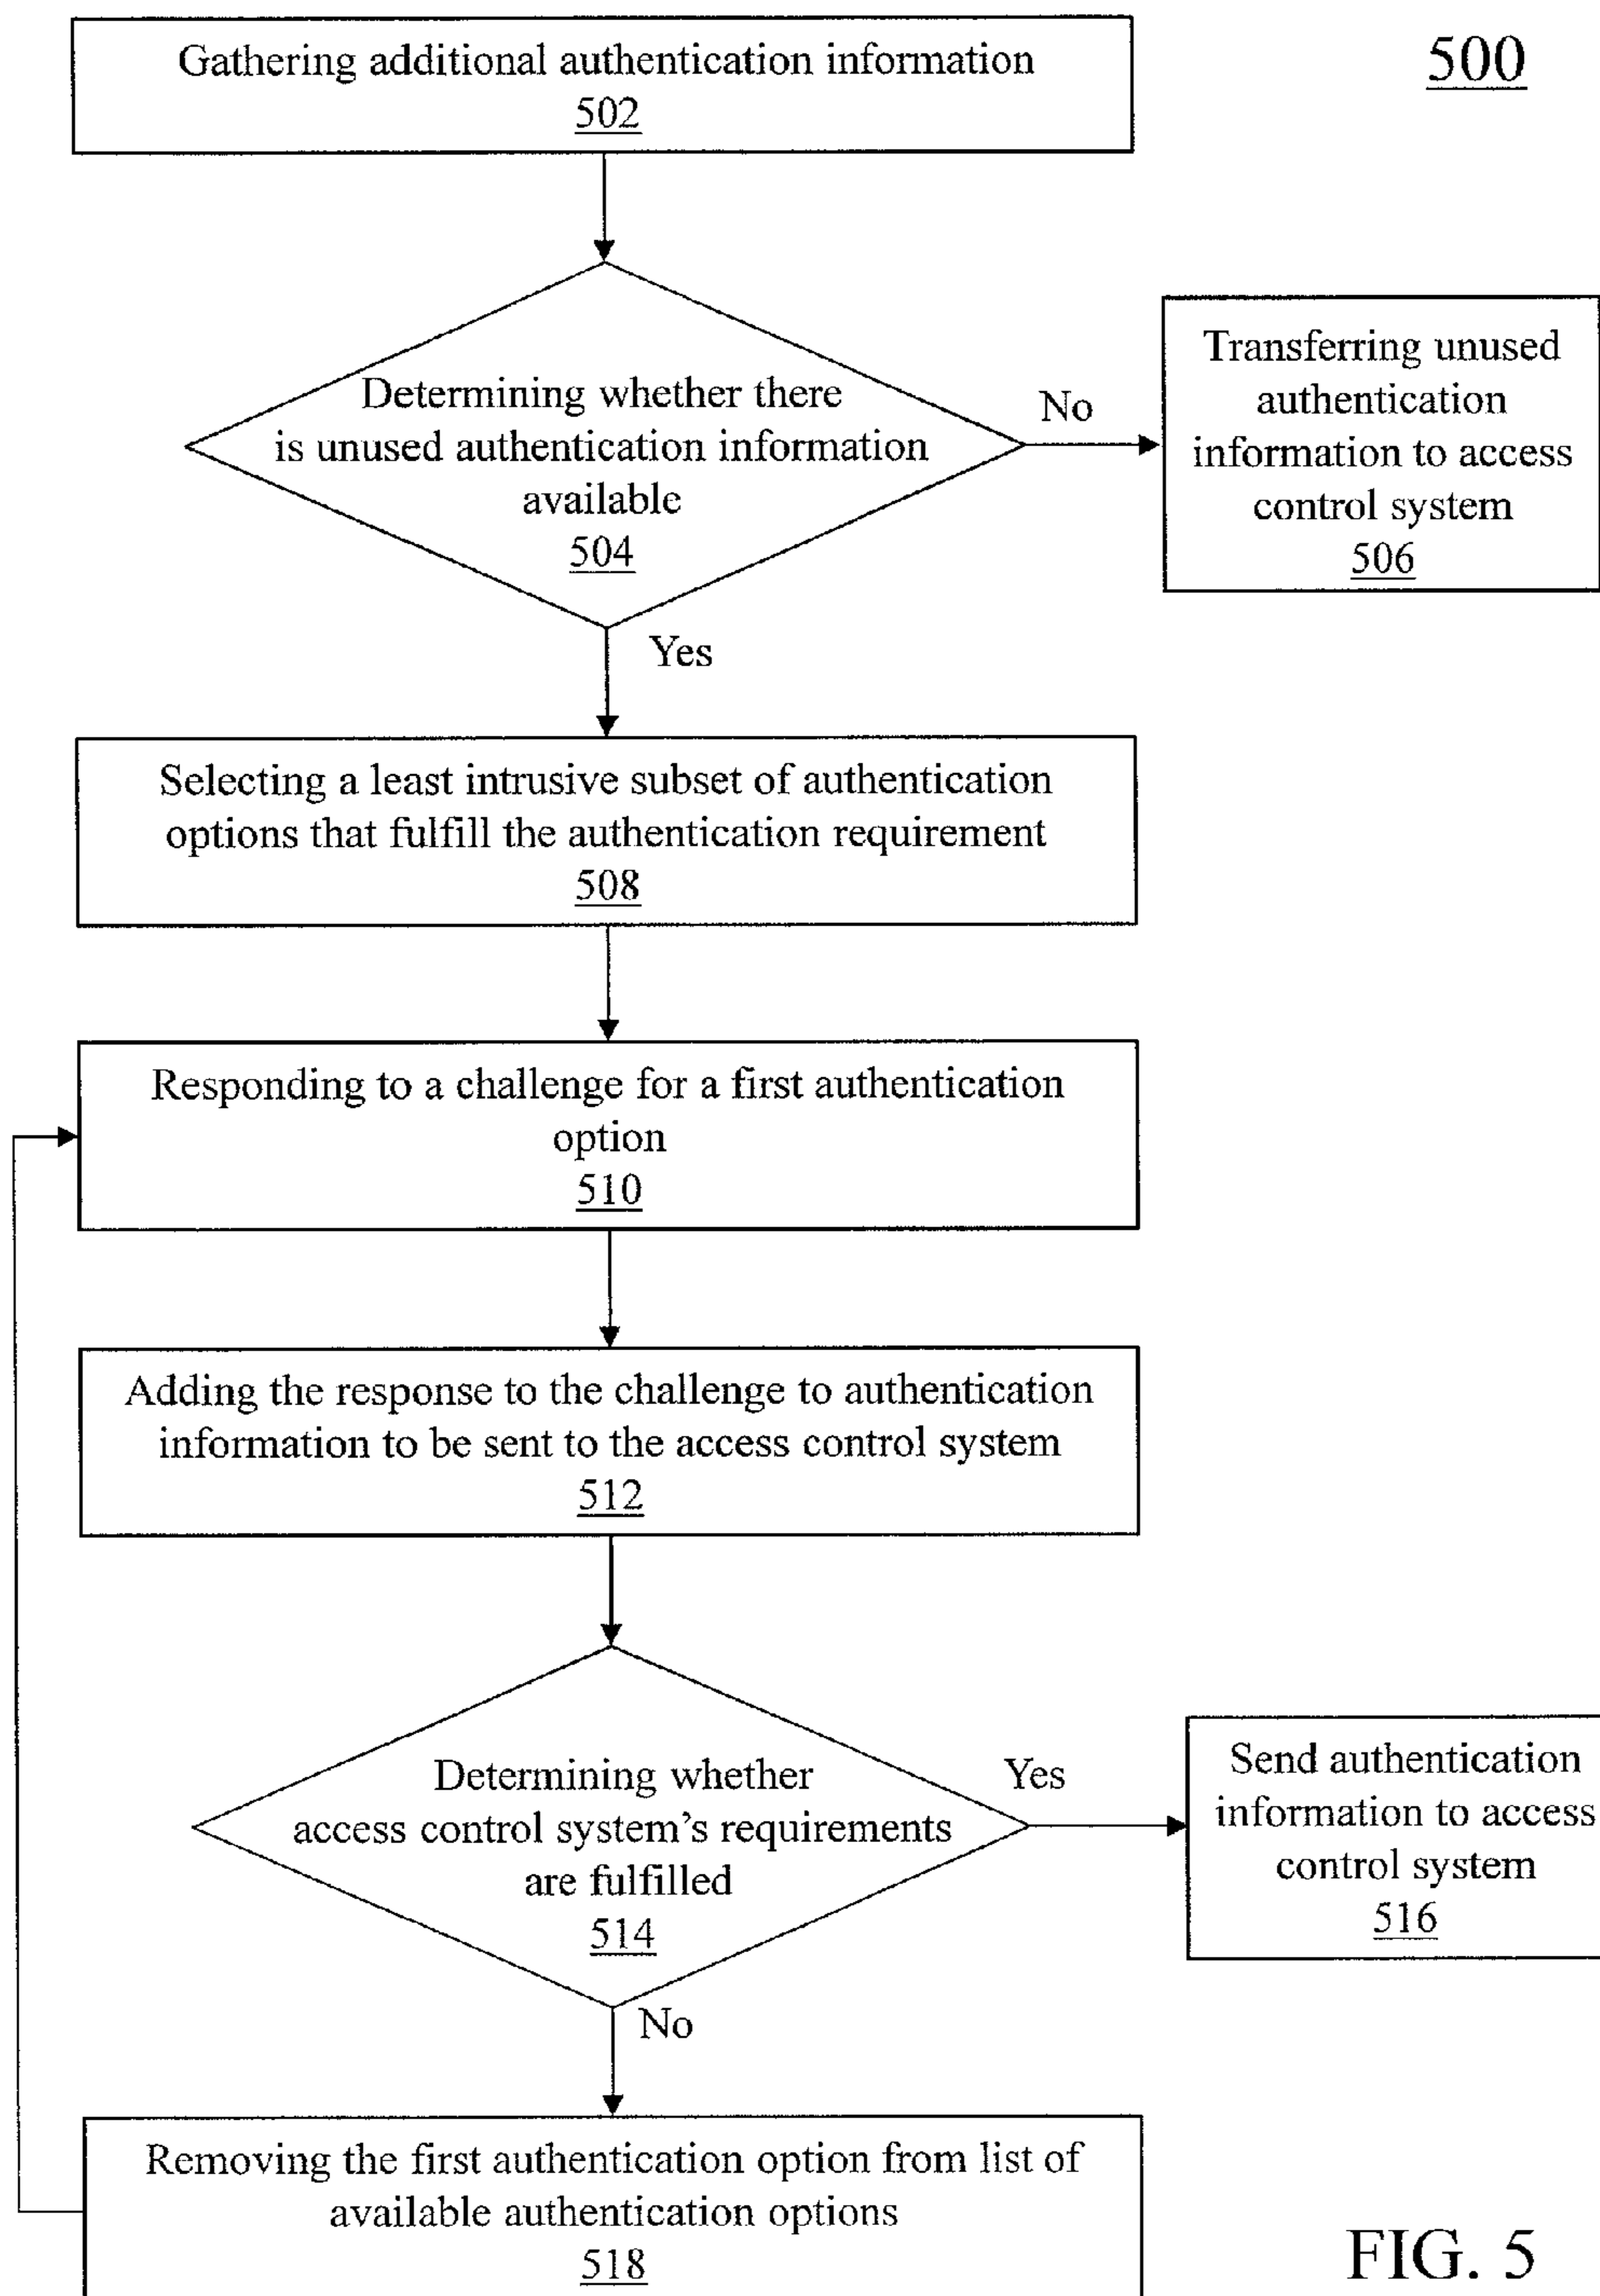 500
Gathering additional authentication information
502
Determining whether there
is unused authentication information
available
504
No
Transferring unused
authentication
information to access
control system
506
Yes
Selecting a least intrusive subset of authentication
options that fulfill the authentication requirement
508
Responding to a challenge for a first authentication
option
510
Adding the response to the challenge to authentication
information to be sent to the access control system
512
Determining whether
access control system's requirements
are fulfilled
514
Yes
Send authentication
information to access
control system
516
No
Removing the first authentication option from list of
available authentication options
518
FIG. 5